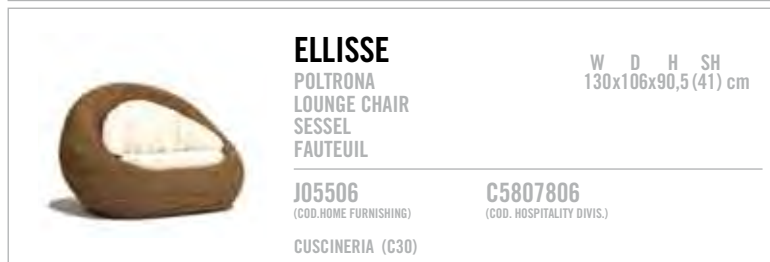 ELLISSE
POLTRONA
LOUNGE CHAIR
SESSEL
FAUTEUIL
W D H SH
130x106x90,5 (41) cm
J05506
(COD.HOME FURNISHING)
C5807806
(COD. HOSPITALITY DIVIS.)
CUSCINERIA (C30)